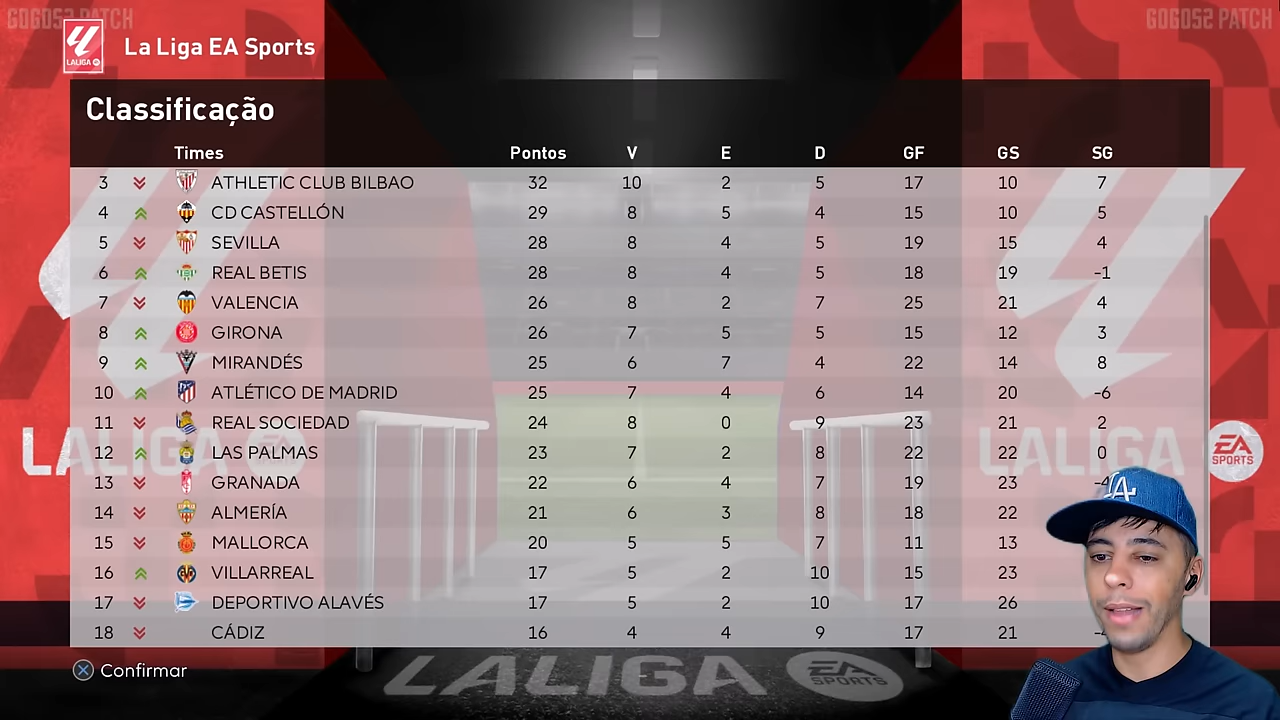 GOGO52 PATCH
GOGO52 PATCH
LALIGA
La Liga EA Sports
Classificação
Times Pontos V E D GF GS SG
3 ATHLETIC CLUB BILBAO 32 10 2 5 17 10 7
4 CD CASTELLÓN 29 8 5 4 15 10 5
5 SEVILLA 28 8 4 5 19 15 4
6 REAL BETIS 28 8 4 5 18 19 -1
7 VALENCIA 26 8 2 7 25 21 4
8 GIRONA 26 7 5 5 15 12 3
9 MIRANDÉS 25 6 7 4 22 14 8
10 ATLÉTICO DE MADRID 25 7 4 6 14 20 -6
11 REAL SOCIEDAD 24 8 0 9 23 21 2
12 LAS PALMAS 23 7 2 8 22 22 0
13 GRANADA 22 6 4 7 19 23 -4
14 ALMERÍA 21 6 3 8 18 22
15 MALLORCA 20 5 5 7 11 13
16 VILLARREAL 17 5 2 10 15 23
17 DEPORTIVO ALAVÉS 17 5 2 10 17 26
18 CÁDIZ 16 4 4 9 17 21 -4
LALIGA
LALIGA EA SPORTS
LA
Confirmar
LALIGA EA SPORTS